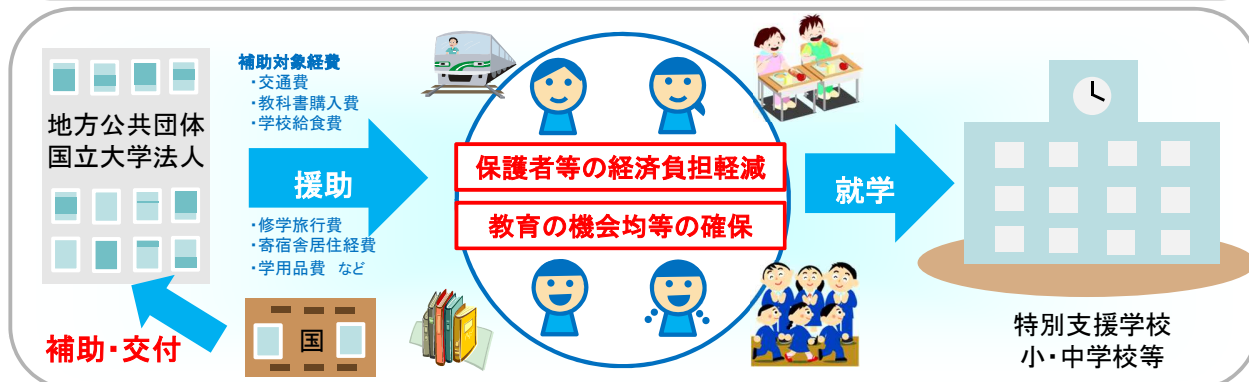 地方公共団体
国立大学法人
補助対象経費
・交通費
・教科書購入費
・学校給食費
援助
・修学旅行費
・寄宿舎居住経費
・学用品費 など
国
補助・交付
保護者等の経済負担軽減
教育の機会均等の確保
就学
特別支援学校
小・中学校等